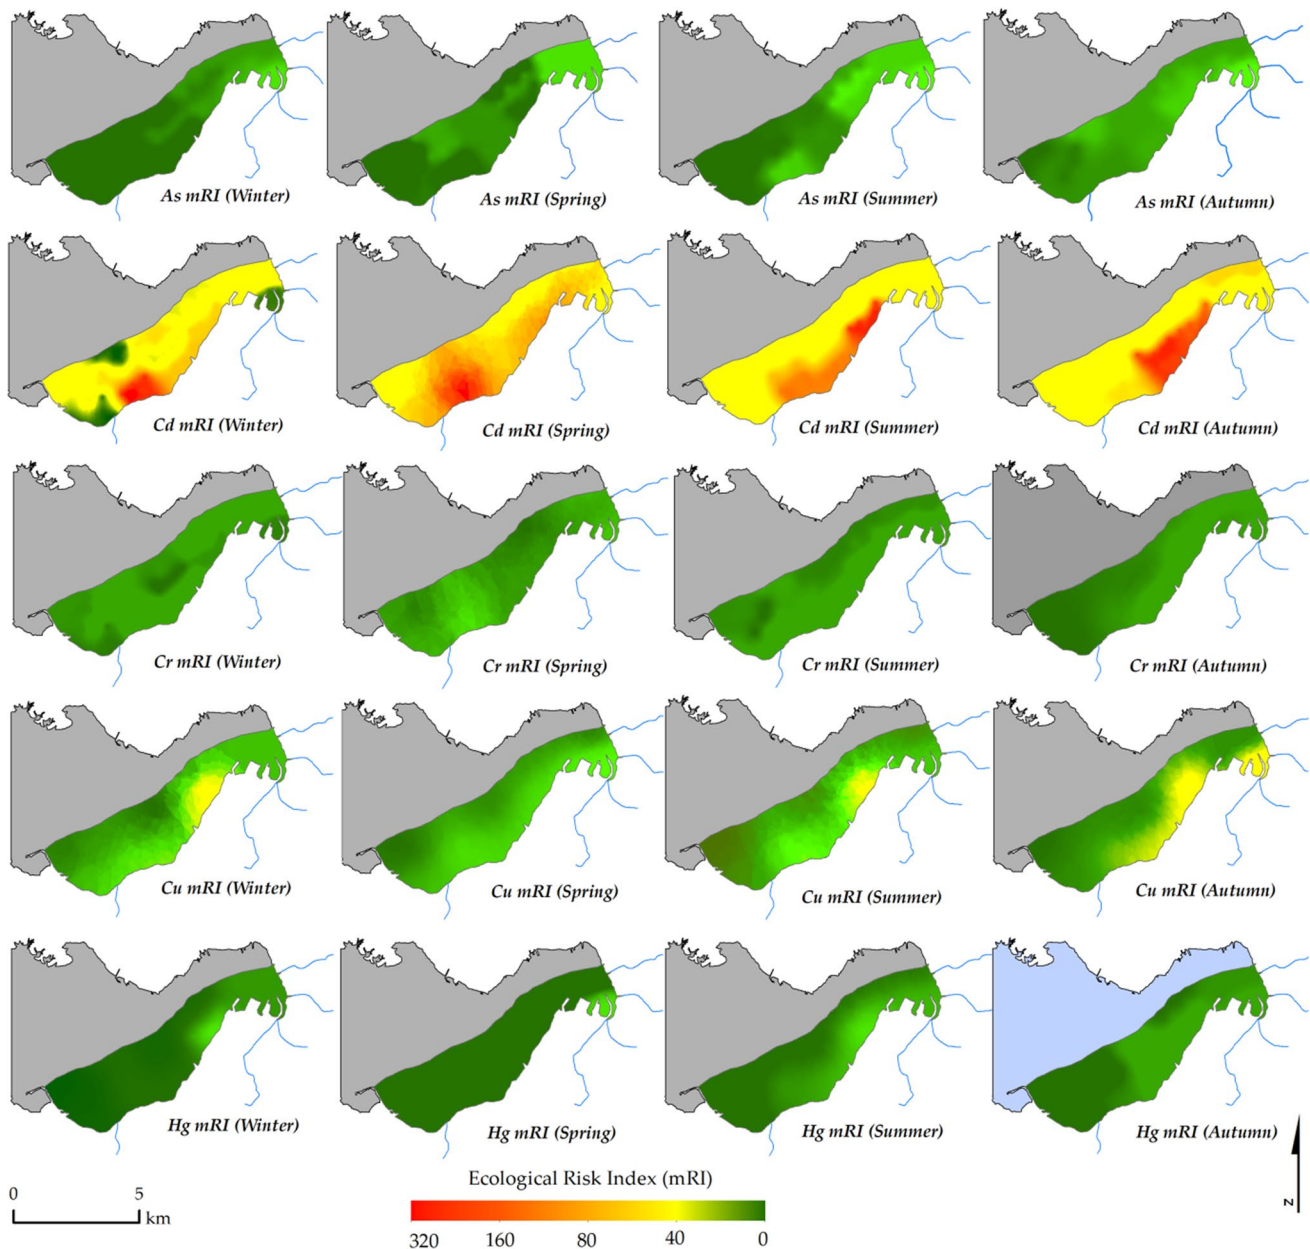 As mRI (Winter)
As mRI (Spring)
As mRI (Summer)
As mRI (Autumn)
Cd mRI (Winter)
Cd mRI (Spring)
Cd mRI (Summer)
Cd mRI (Autumn)
Cr mRI (Winter)
Cr mRI (Spring)
Cr mRI (Summer)
Cr mRI (Autumn)
Cu mRI (Winter)
Cu mRI (Spring)
Cu mRI (Summer)
Cu mRI (Autumn)
Hg mRI (Winter)
Hg mRI (Spring)
Hg mRI (Summer)
Hg mRI (Autumn)
Ecological Risk Index (mRI)
0 5
km
320 160 80 40 0
N